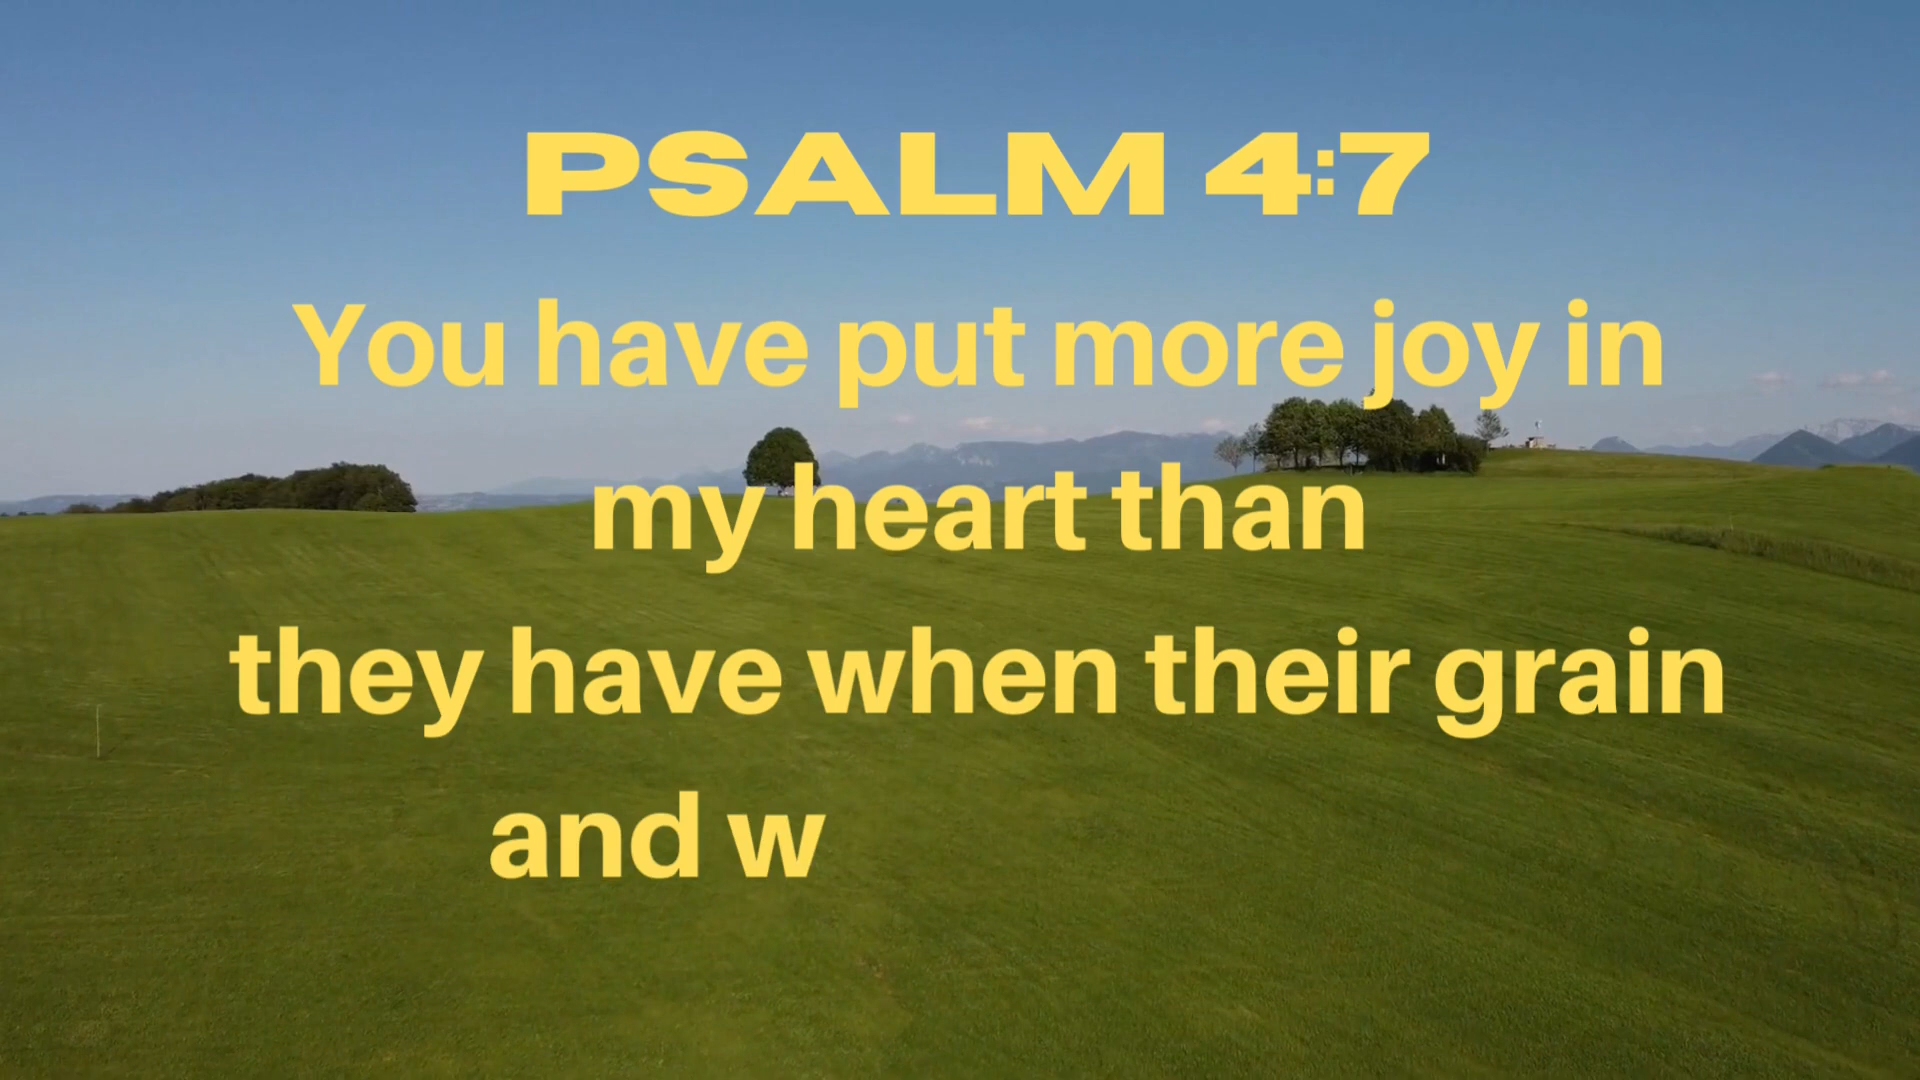 PSALM 4:7
You have put more joy in
my heart than
they have when their grain
and w